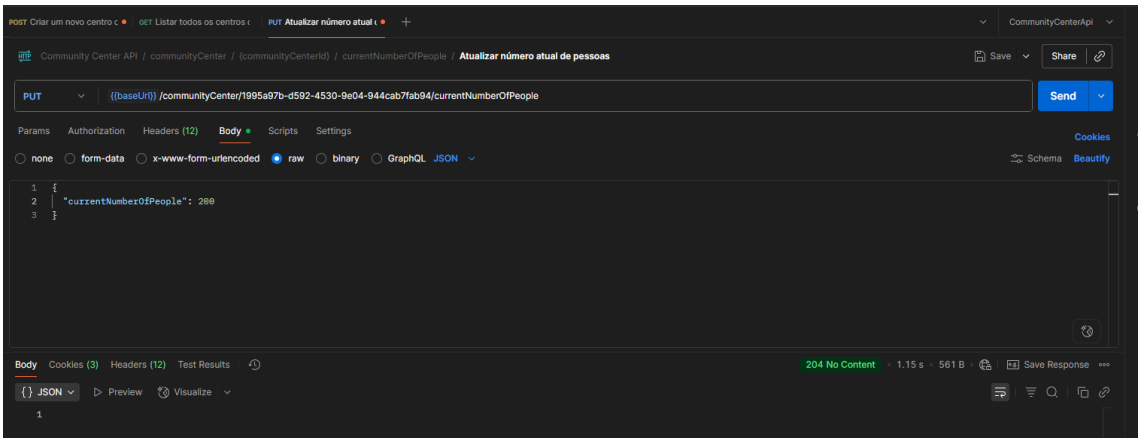 POST Criar um novo centro c GET Listar todos os centros c PUT Atualizar número atual c CommunityCenterApi
HTTP Community Center API / communityCenter / {communityCenterId} / currentNumberOfPeople / Atualizar número atual de pessoas Save Share
PUT {{baseUrl}} /communityCenter/1995a97b-d592-4530-9e04-944cab7fab94/currentNumberOfPeople Send
Params Authorization Headers (12) Body Scripts Settings Cookies
none form-data x-www-form-urlencoded raw binary GraphQL JSON Schema Beautify
1 {
2 "currentNumberOfPeople": 200
3 }
Body Cookies (3) Headers (12) Test Results 204 No Content 1.15 s 561 B Save Response
{} JSON Preview Visualize
1